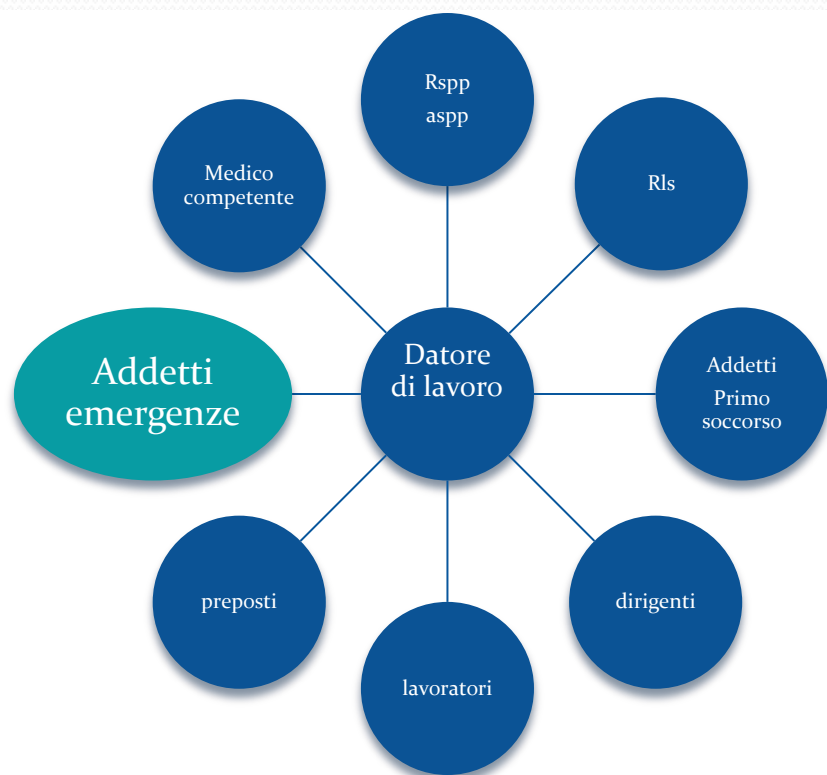 Rspp
aspp
Medico
competente
Rls
Addetti
emergenze
Datore
di lavoro
Addetti
Primo
soccorso
preposti
dirigenti
lavoratori